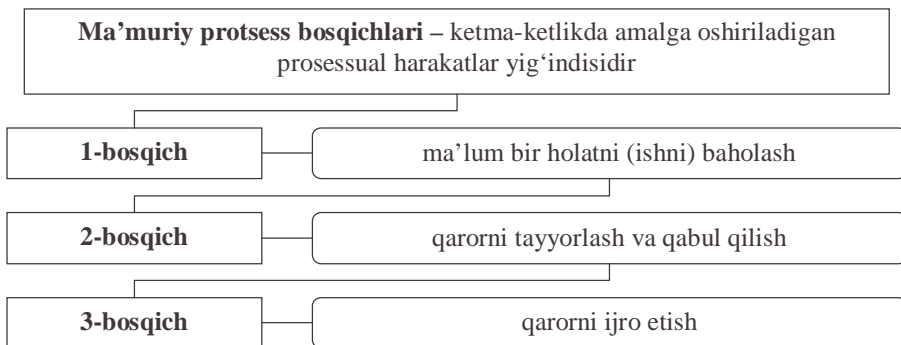 Ma’muriy protsess bosqichlari – ketma-ketlikda amalga oshiriladigan
prosessual harakatlar yig‘indisidir
1-bosqich
ma’lum bir holatni (ishni) baholash
2-bosqich
qarorni tayyorlash va qabul qilish
3-bosqich
qarorni ijro etish